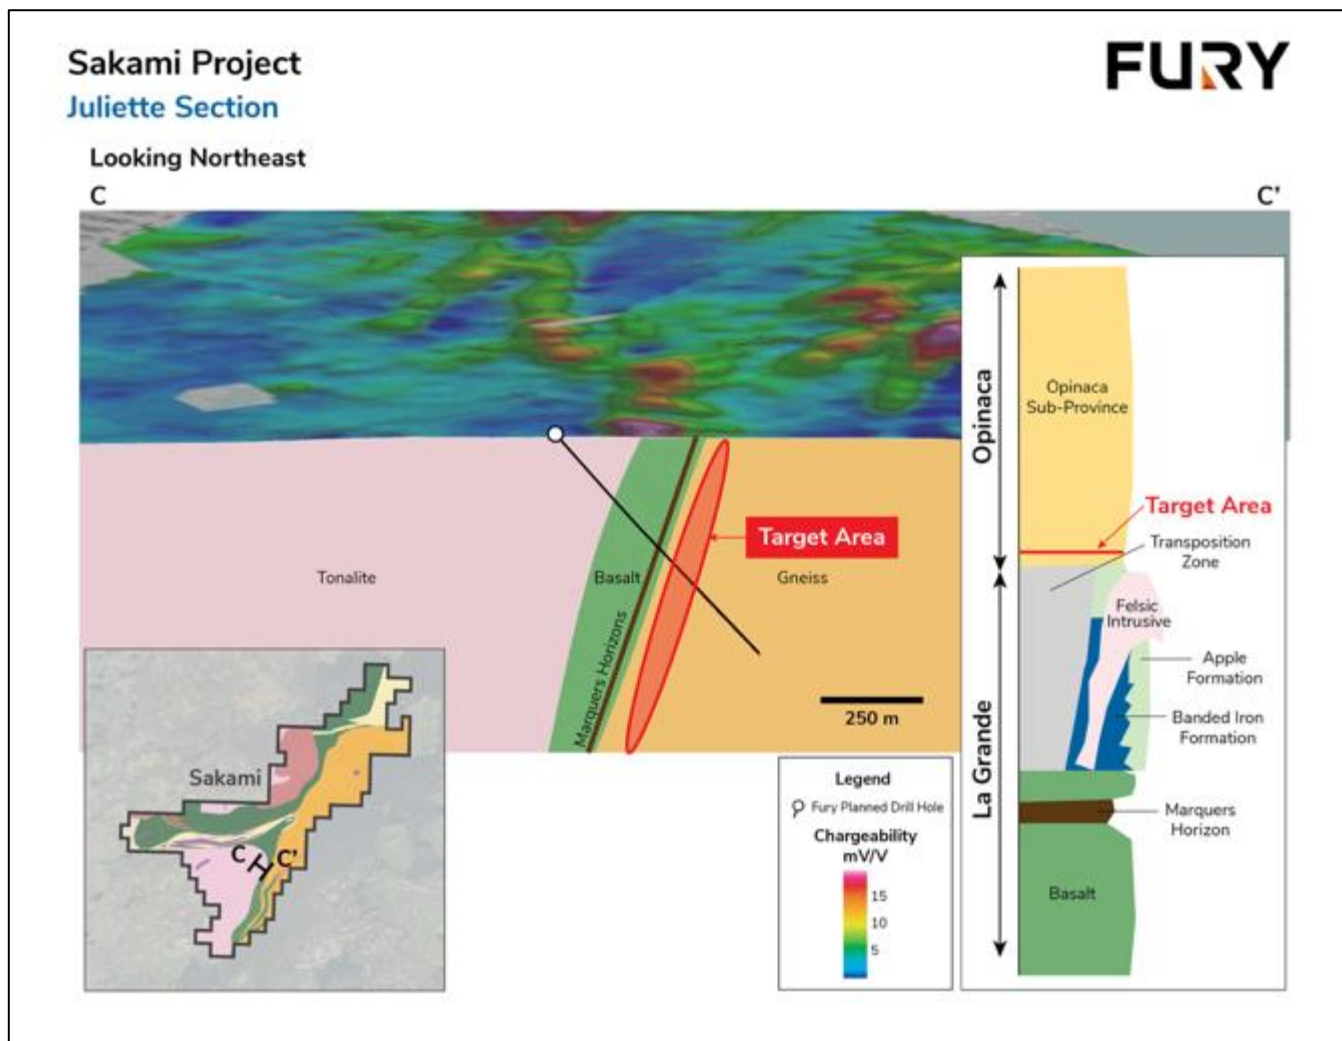 Sakami Project
FURY
Juliette Section
Looking Northeast
C
C'
Tonalite
Basalt
Marquers Horizons
Target Area
Gneiss
250 m
Sakami
C
C'
Legend
Fury Planned Drill Hole
Chargeability
mV/V
15
10
5
Opinaca
La Grande
Opinaca
Sub-Province
Target Area
Transposition
Zone
Felsic
Intrusive
Apple
Formation
Banded Iron
Formation
Marquers
Horizon
Basalt